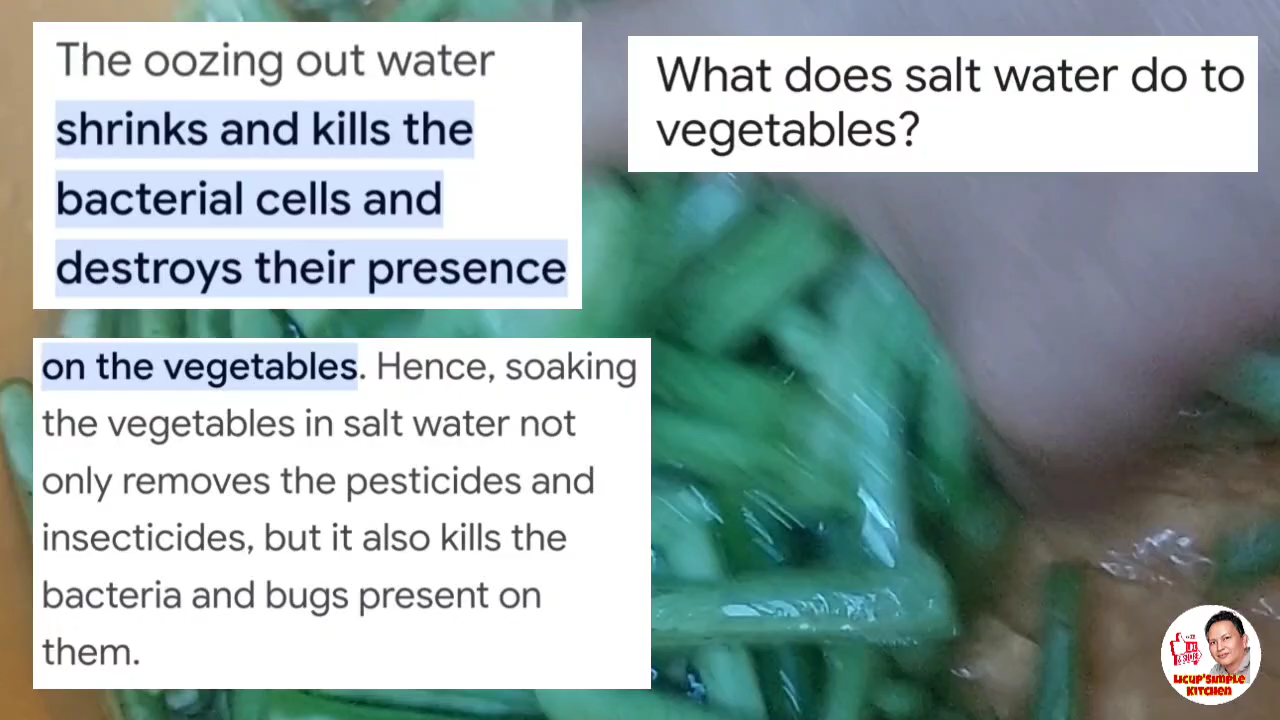 What does salt water do to
vegetables?
The oozing out water
shrinks and kills the
bacterial cells and
destroys their presence
on the vegetables. Hence, soaking
the vegetables in salt water not
only removes the pesticides and
insecticides, but it also kills the
bacteria and bugs present on
them.
LICUP'SIMPLE
KITCHEN